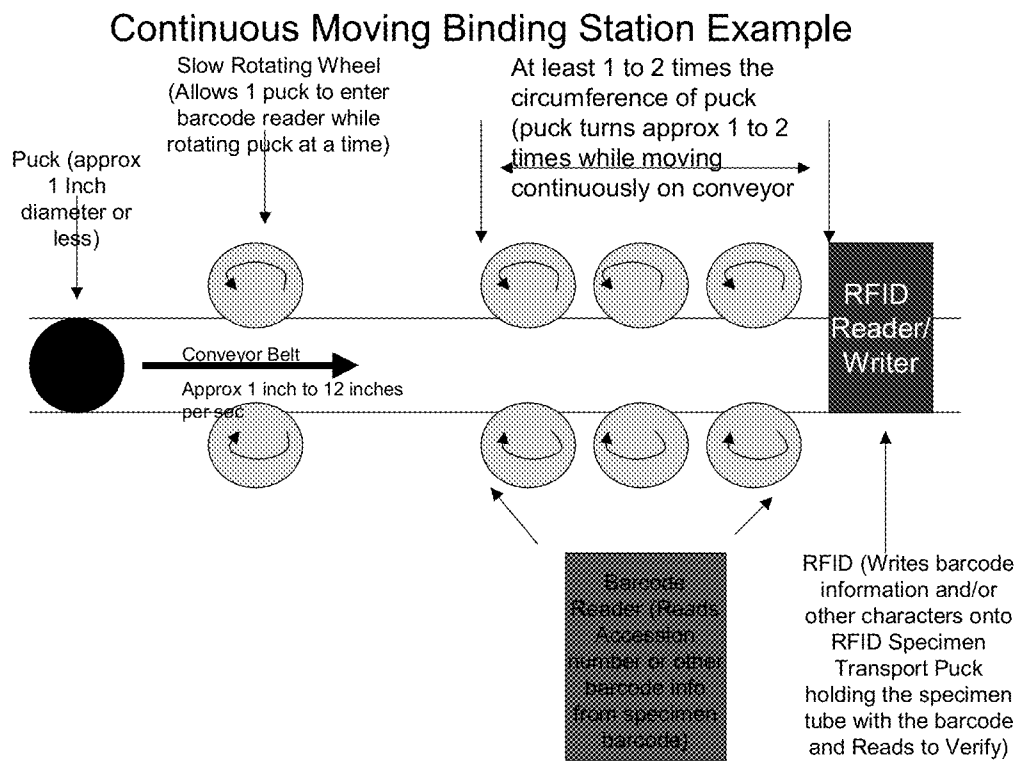 Continuous Moving Binding Station Example
Slow Rotating Wheel
(Allows 1 puck to enter
barcode reader while
rotating puck at a time)
At least 1 to 2 times the
circumference of puck
(puck turns approx 1 to 2
times while moving
continuously on conveyor
Puck (approx
1 Inch
diameter or
less)
Conveyor Belt
Approx 1 inch to 12 inches
per sec
RFID
Reader/
Writer
Barcode
Reader (Reads
Accession
number or other
barcode info
from specimen
barcode)
RFID (Writes barcode
information and/or
other characters onto
RFID Specimen
Transport Puck
holding the specimen
tube with the barcode
and Reads to Verify)